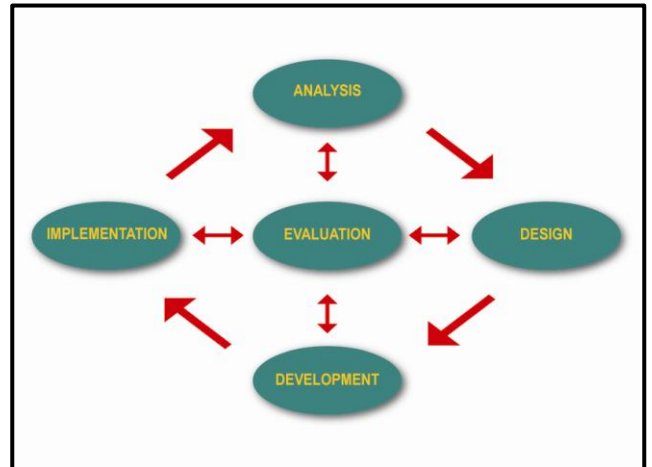 ANALYSIS
IMPLEMENTATION
EVALUATION
DESIGN
DEVELOPMENT